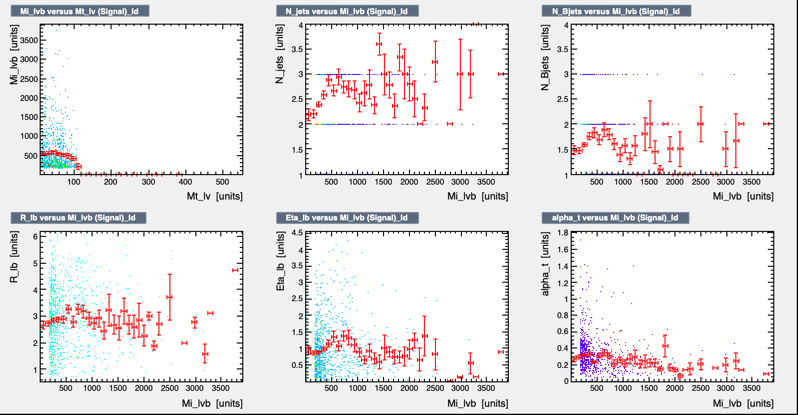 Mi_lvb versus Mt_lv (Signal)_ld
N_jets versus Mi_lvb (Signal)_ld
N_Bjets versus Mi_lvb (Signal)_ld
Mi_lvb [units]
3500
3000
2500
2000
1500
1000
500
100 200 300 400 500
Mt_lv [units]
N_jets [units]
4
3.5
3
2.5
2
1.5
1
500 1000 1500 2000 2500 3000 3500
Mi_lvb [units]
N_Bjets [units]
4
3.5
3
2.5
2
1.5
1
500 1000 1500 2000 2500 3000 3500
Mi_lvb [units]
R_lb versus Mi_lvb (Signal)_ld
Eta_lb versus Mi_lvb (Signal)_ld
alpha_t versus Mi_lvb (Signal)_ld
R_lb [units]
6
5
4
3
2
1
500 1000 1500 2000 2500 3000 3500
Mi_lvb [units]
Eta_lb [units]
4.5
4
3.5
3
2.5
2
1.5
1
0.5
0
500 1000 1500 2000 2500 3000 3500
Mi_lvb [units]
alpha_t [units]
1.8
1.6
1.4
1.2
1
0.8
0.6
0.4
0.2
0
500 1000 1500 2000 2500 3000 3500
Mi_lvb [units]